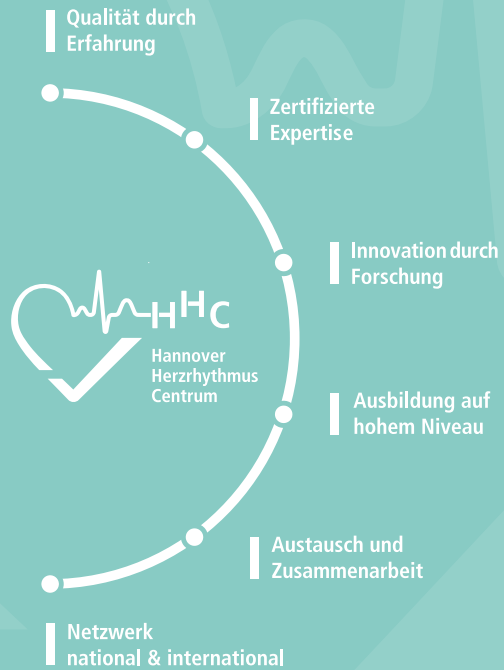 Qualität durch
Erfahrung
Zertifizierte
Expertise
Innovation durch
Forschung
HHC
Hannover
Herzrhythmus
Centrum
Ausbildung auf
hohem Niveau
Austausch und
Zusammenarbeit
Netzwerk
national & international